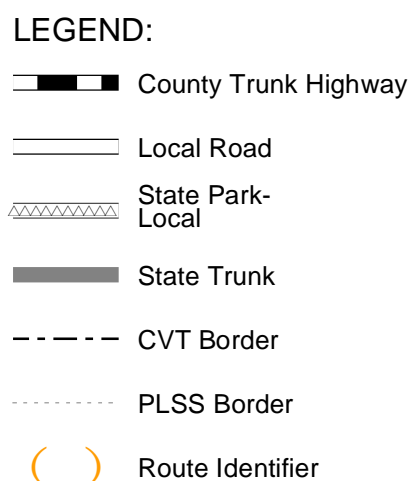 LEGEND:
County Trunk Highway
Local Road
State Park-
Local
State Trunk
CVT Border
PLSS Border
( ) Route Identifier